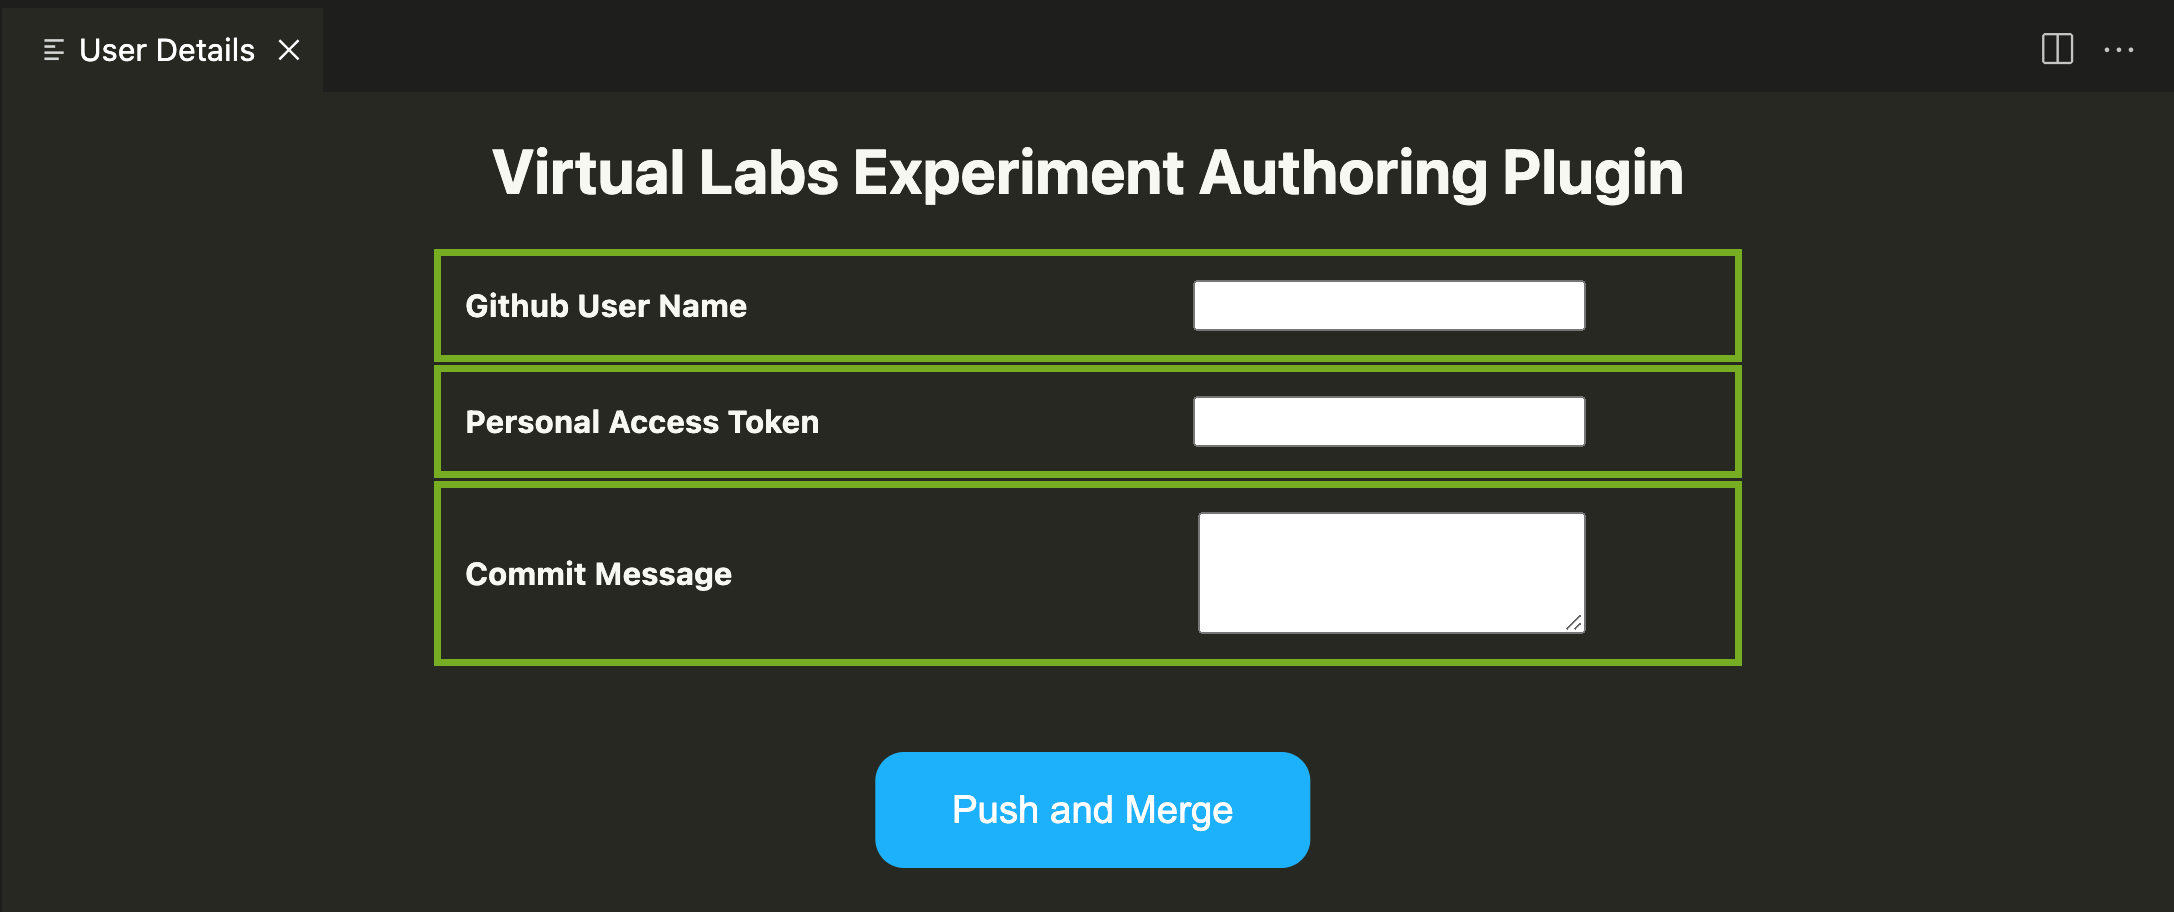 User Details
Virtual Labs Experiment Authoring Plugin
Github User Name
Personal Access Token
Commit Message
Push and Merge